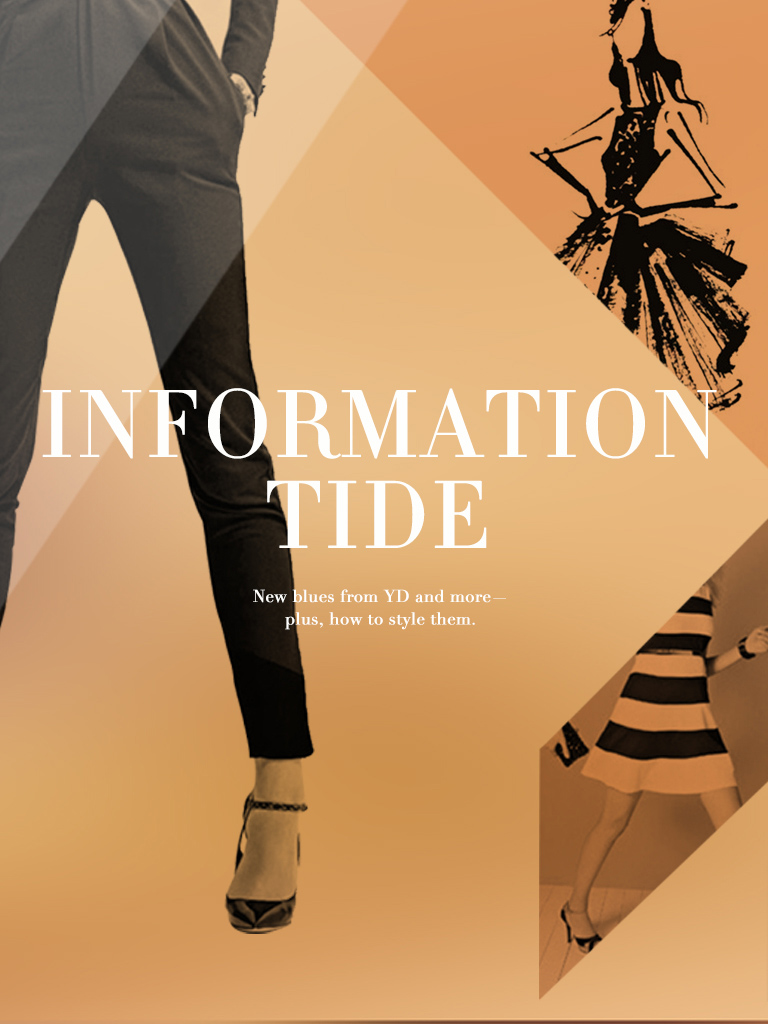 INFORMATION
TIDE
New blues from YD and more—
plus, how to style them.